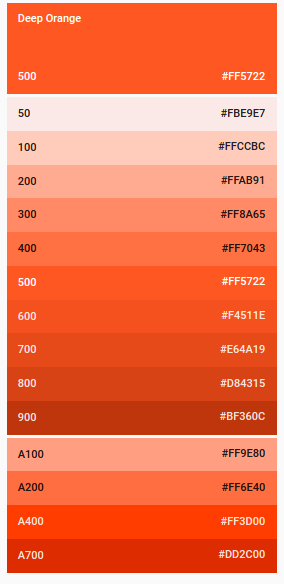 Deep Orange
500 #FF5722
50 #FBE9E7
100 #FFCCBC
200 #FFAB91
300 #FF8A65
400 #FF7043
500 #FF5722
600 #F4511E
700 #E64A19
800 #D84315
900 #BF360C
A100 #FF9E80
A200 #FF6E40
A400 #FF3D00
A700 #DD2C00